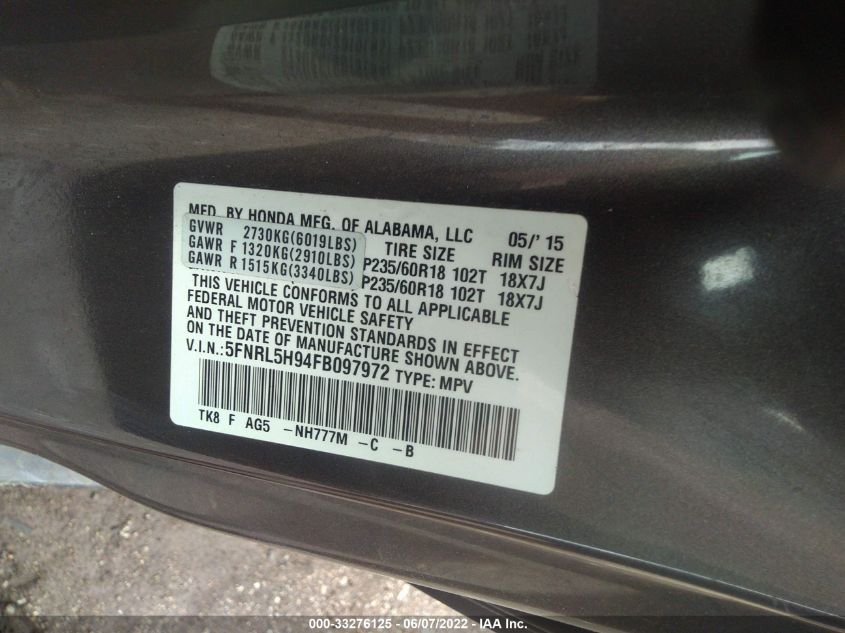 MFD. BY HONDA MFG. OF ALABAMA, LLC 05/' 15
GVWR 2730KG(6019LBS) TIRE SIZE RIM SIZE
GAWR F 1320KG(2910LBS) P235/60R18 102T 18X7J
GAWR R 1515KG(3340LBS) P235/60R18 102T 18X7J
THIS VEHICLE CONFORMS TO ALL APPLICABLE
FEDERAL MOTOR VEHICLE SAFETY
AND THEFT PREVENTION STANDARDS IN EFFECT
ON THE DATE OF MANUFACTURE SHOWN ABOVE.
V.I.N.:5FNRL5H94FB097972 TYPE: MPV
TK8 F AG5 -NH777M -C -B
000-33276125 - 06/07/2022 - IAA Inc.